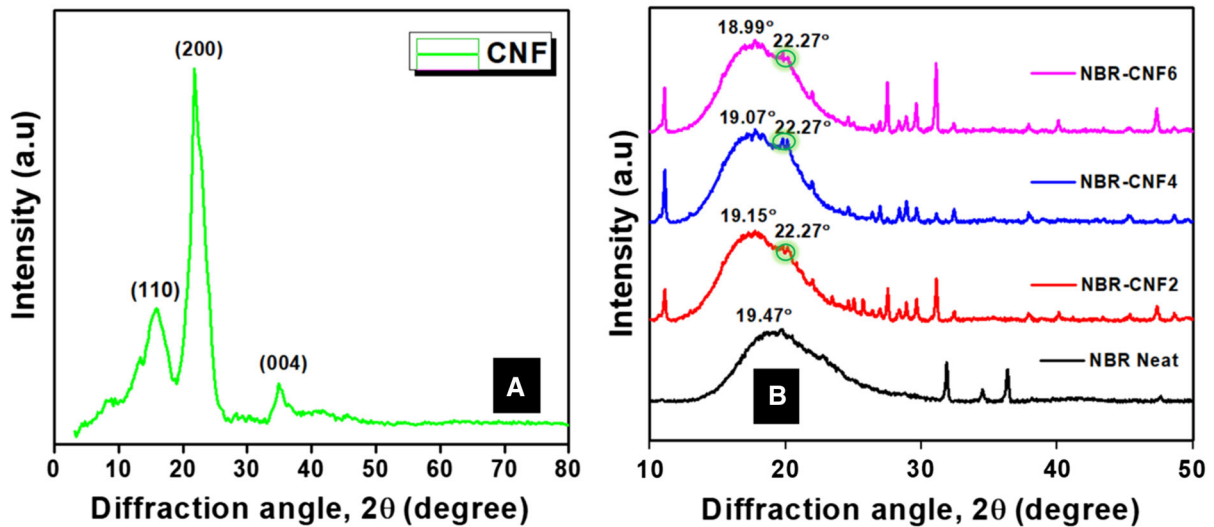 (200)
CNF
(110)
(004)
A
Intensity (a.u)
0 10 20 30 40 50 60 70 80
Diffraction angle, 2θ (degree)
18.99°
22.27°
NBR-CNF6
19.07°
22.27°
NBR-CNF4
19.15°
22.27°
NBR-CNF2
19.47°
NBR Neat
B
Intensity (a.u)
10 20 30 40 50
Diffraction angle, 2θ (degree)